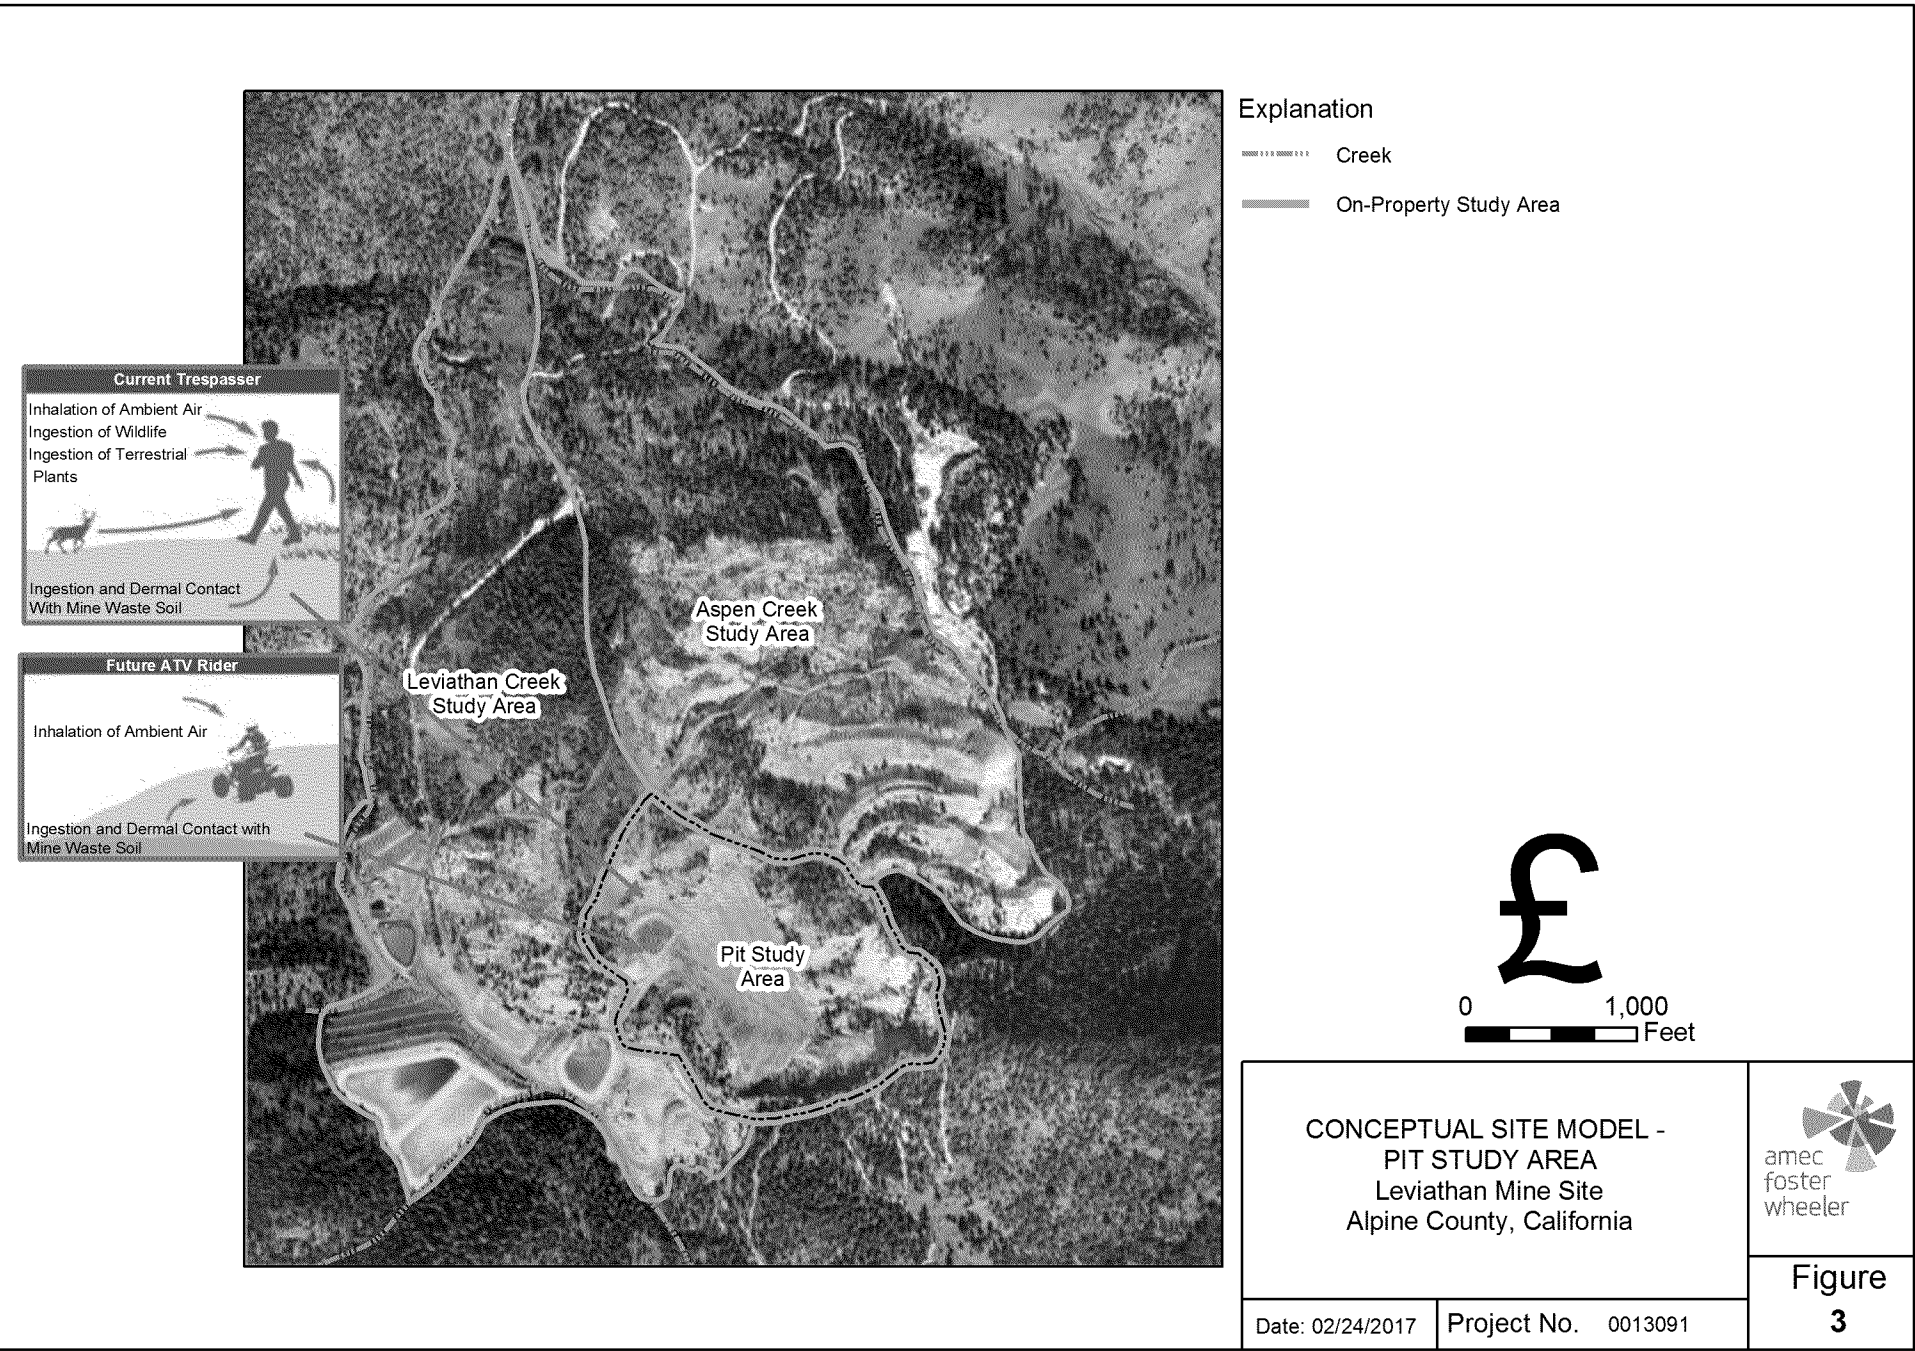 Explanation
Creek
On-Property Study Area
Current Trespasser
Inhalation of Ambient Air
Ingestion of Wildlife
Ingestion of Terrestrial
Plants
Ingestion and Dermal Contact
With Mine Waste Soil
Future ATV Rider
Inhalation of Ambient Air
Ingestion and Dermal Contact with
Mine Waste Soil
Aspen Creek
Study Area
Leviathan Creek
Study Area
Pit Study
Area
£
0 1,000
Feet
CONCEPTUAL SITE MODEL -
PIT STUDY AREA
Leviathan Mine Site
Alpine County, California
amec
foster
wheeler
Date: 02/24/2017
Project No. 0013091
Figure
3